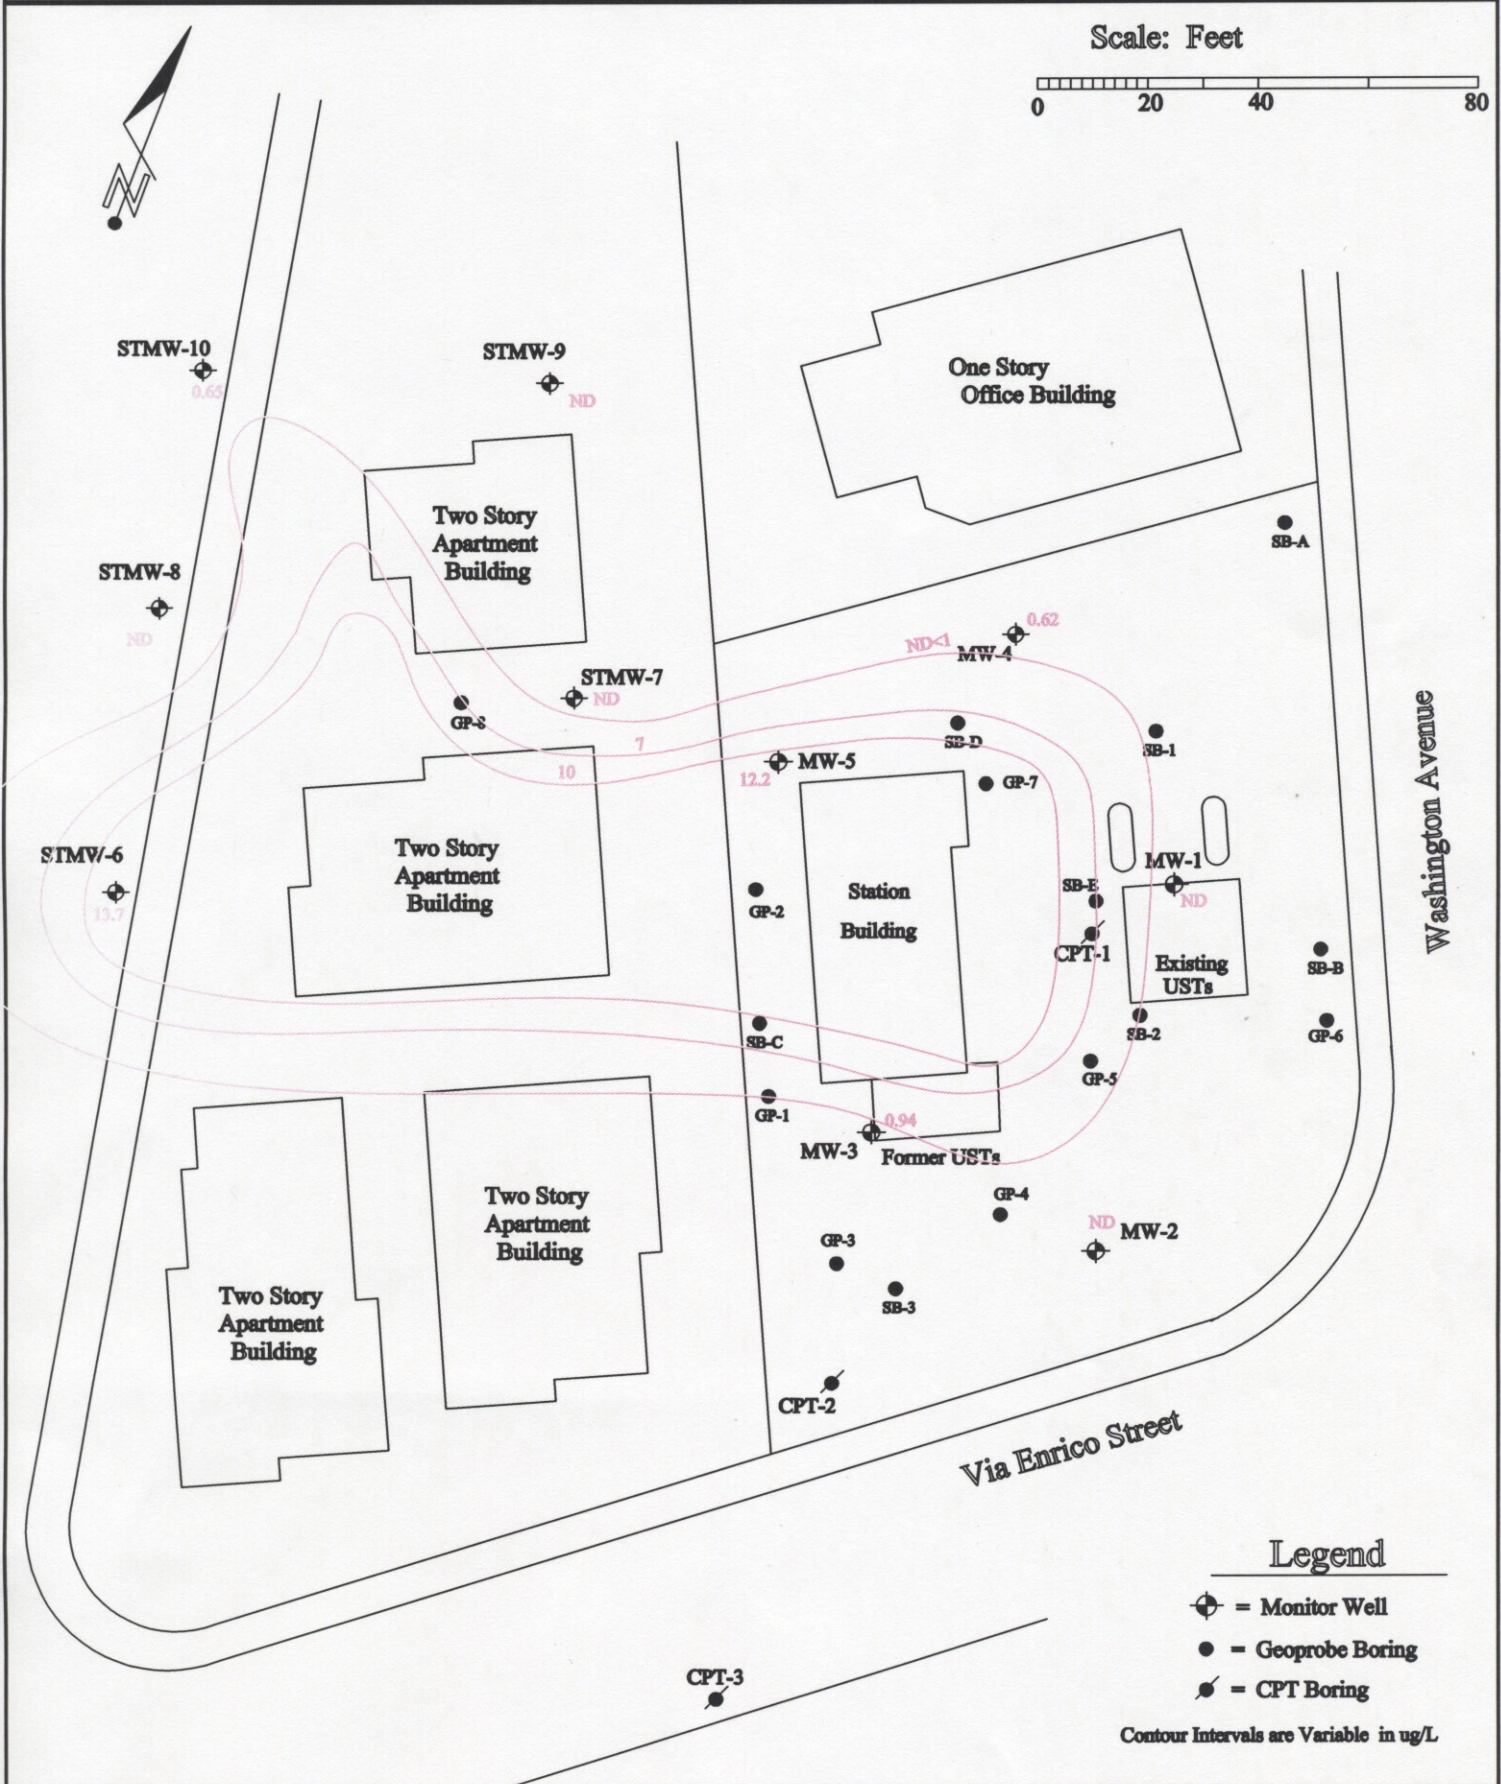 Scale: Feet
0 20 40 80
N
STMW-10
0.65
STMW-9
ND
One Story
Office Building
Two Story
Apartment
Building
SB-A
STMW-8
ND
ND<1
MW-4
0.62
STMW-7
ND
GP-8
7
10
12.2
MW-5
SB-D
GP-7
SB-1
Washington Avenue
STMW-6
13.7
Two Story
Apartment
Building
GP-2
Station
Building
SB-E
CPT-1
MW-1
ND
Existing
USTs
SB-B
GP-6
SB-2
SB-C
GP-5
GP-1
0.94
MW-3
Former USTs
GP-4
ND
MW-2
Two Story
Apartment
Building
GP-3
SB-3
Two Story
Apartment
Building
CPT-2
Via Enrico Street
CPT-3
Legend
= Monitor Well
= Geoprobe Boring
= CPT Boring
Contour Intervals are Variable in ug/L